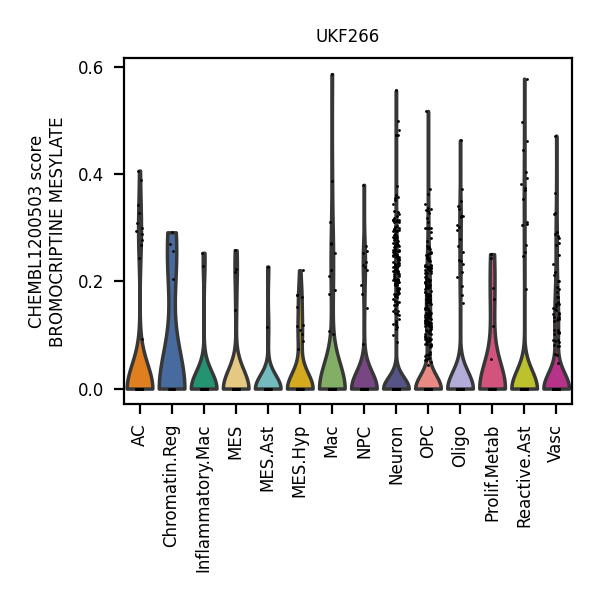 UKF266
CHEMBL1200503 score
BROMOCRIPTINE MESYLATE
0.6
0.4
0.2
0.0
AC
Chromatin.Reg
Inflammatory.Mac
MES
MES.Ast
MES.Hyp
Mac
NPC
Neuron
OPC
Oligo
Prolif.Metab
Reactive.Ast
Vasc